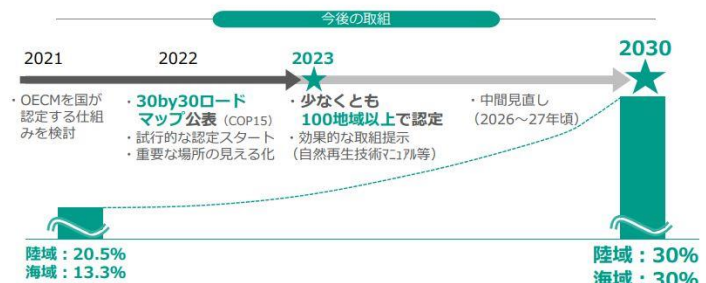 今後の取組
2021
2022
2023
2030
・OECMを国が
認定する仕組
みを検討
・30by30ロード
マップ公表（COP15）
・試行的な認定スタート
・重要な場所の見える化
・少なくとも
100地域以上で認定
・効果的な取組提示
（自然再生技術ﾏﾆｭｱﾙ等）
・中間見直し
（2026～27年頃）
陸域：20.5%
海域：13.3%
陸域：30%
海域：30%